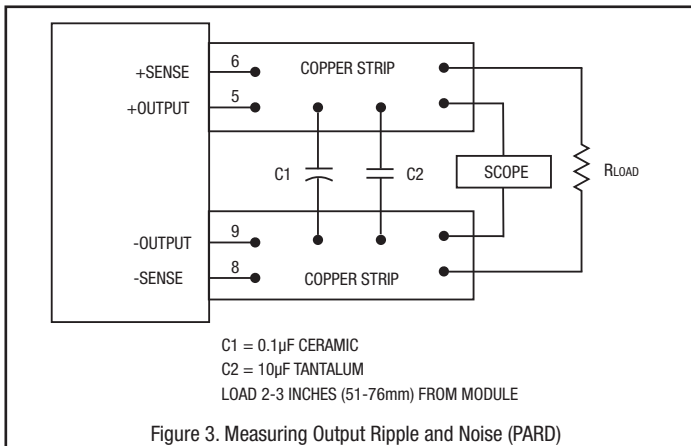 +SENSE 6 COPPER STRIP
+OUTPUT 5
C1 C2 SCOPE RLOAD
-OUTPUT 9
-SENSE 8 COPPER STRIP
C1 = 0.1µF CERAMIC
C2 = 10µF TANTALUM
LOAD 2-3 INCHES (51-76mm) FROM MODULE
Figure 3. Measuring Output Ripple and Noise (PARD)